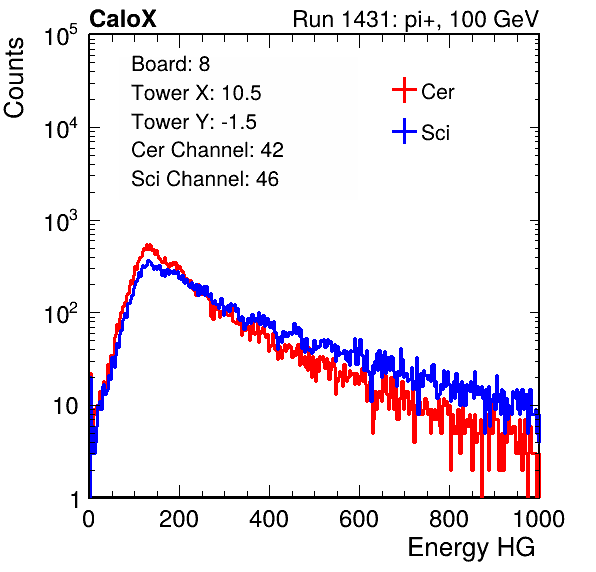 CaloX Run 1431: pi+, 100 GeV
Counts
Board: 8
Tower X: 10.5
Tower Y: -1.5
Cer Channel: 42
Sci Channel: 46
Cer
Sci
10^5
10^4
10^3
10^2
10
1
0 200 400 600 800 1000
Energy HG